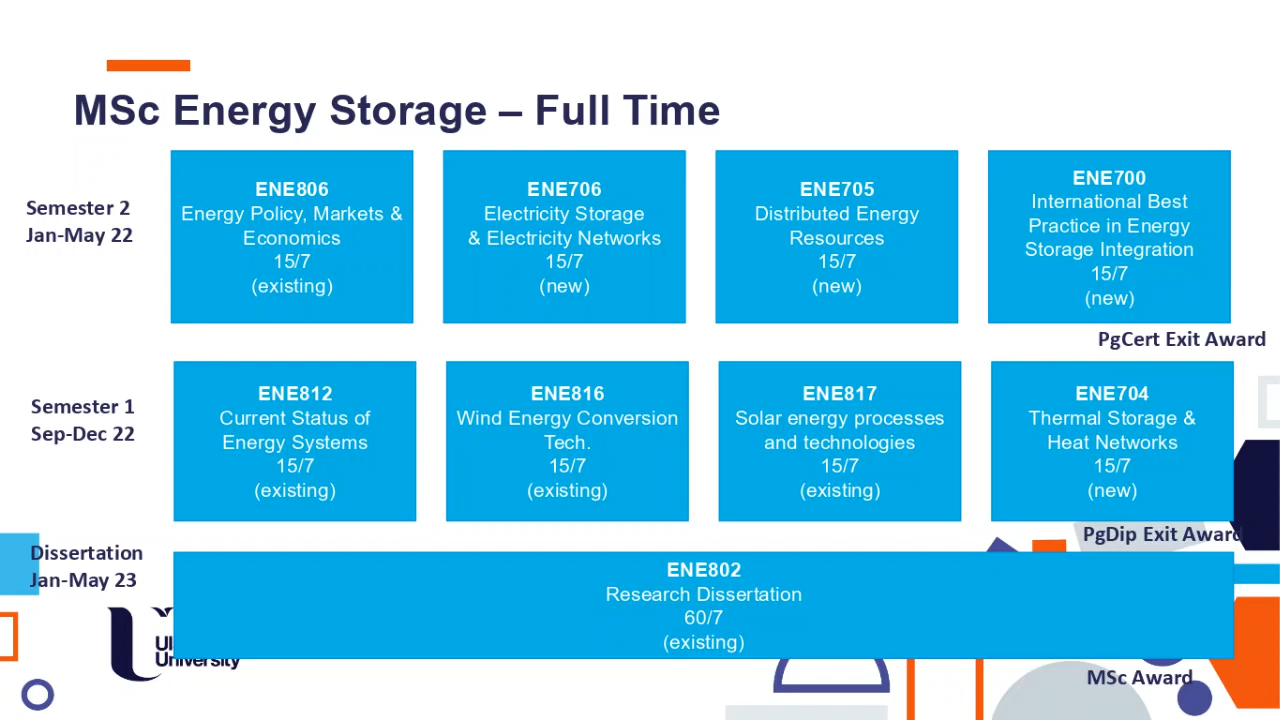 MSc Energy Storage – Full Time
Semester 2
Jan-May 22
ENE806
Energy Policy, Markets &
Economics
15/7
(existing)
ENE706
Electricity Storage
& Electricity Networks
15/7
(new)
ENE705
Distributed Energy
Resources
15/7
(new)
ENE700
International Best
Practice in Energy
Storage Integration
15/7
(new)
PgCert Exit Award
Semester 1
Sep-Dec 22
ENE812
Current Status of
Energy Systems
15/7
(existing)
ENE816
Wind Energy Conversion
Tech.
15/7
(existing)
ENE817
Solar energy processes
and technologies
15/7
(existing)
ENE704
Thermal Storage &
Heat Networks
15/7
(new)
PgDip Exit Award
Dissertation
Jan-May 23
ENE802
Research Dissertation
60/7
(existing)
University
MSc Award